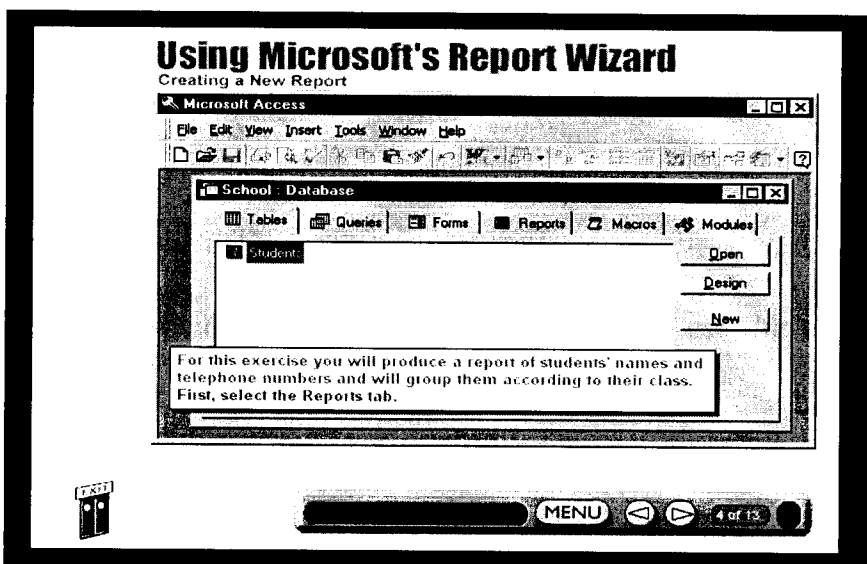 Using Microsoft's Report Wizard
Creating a New Report
Microsoft Access
File Edit View Insert Tools Window Help
School : Database
Tables Queries Forms Reports Macros Modules
Students
Open
Design
New
For this exercise you will produce a report of students' names and
telephone numbers and will group them according to their class.
First, select the Reports tab.
EXIT
MENU 4 of 13